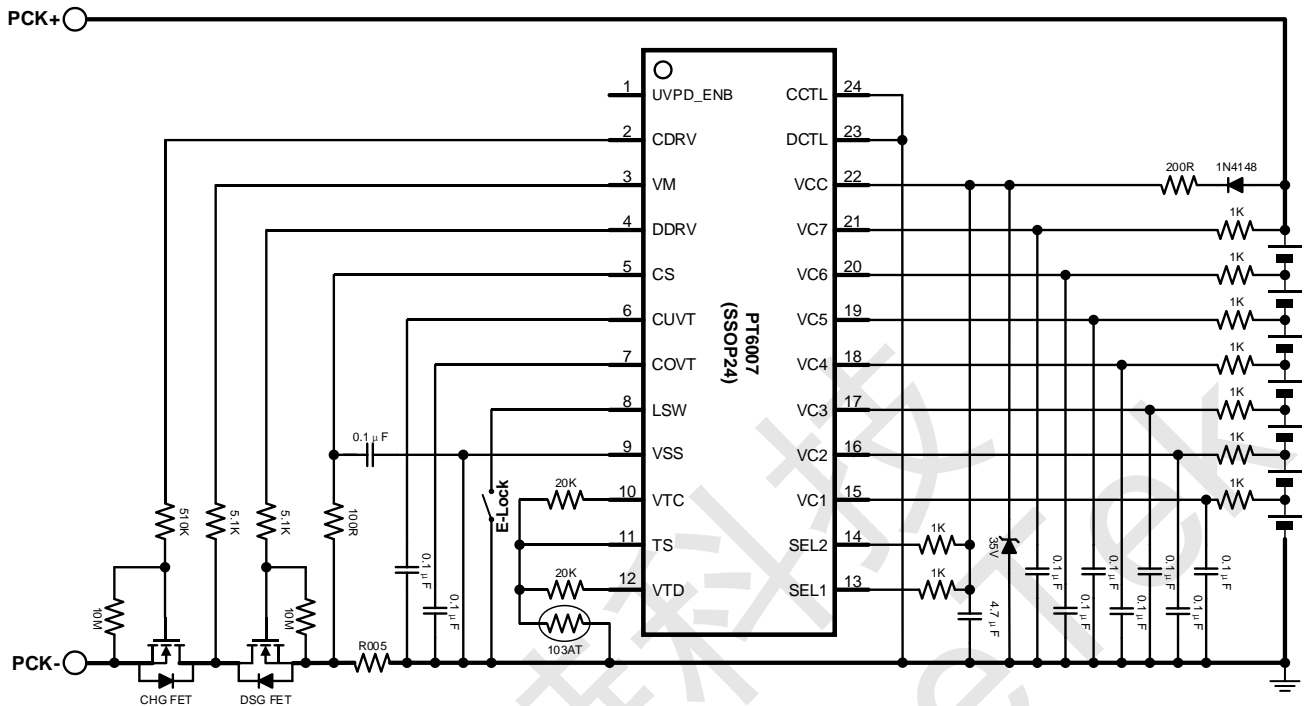 PCK+
1
UVPD_ENB
CCTL
24
2
CDRV
DCTL
23
3
VM
VCC
22
200R
1N4148
4
DDRV
VC7
21
1K
5
CS
VC6
20
1K
6
CUVT
VC5
19
1K
7
COVT
VC4
18
1K
8
LSW
VC3
17
1K
9
VSS
VC2
16
1K
10
VTC
VC1
15
1K
11
TS
SEL2
14
1K
12
VTD
SEL1
13
1K
PT6007
(SSOP24)
0.1μF
20K
20K
103AT
E-Lock
510K
5.1K
5.1K
100R
10M
10M
0.1μF
0.1μF
35V
4.7μF
0.1μF
0.1μF
0.1μF
0.1μF
0.1μF
0.1μF
0.1μF
R005
PCK-
CHG FET
DSG FET
科技
Tek